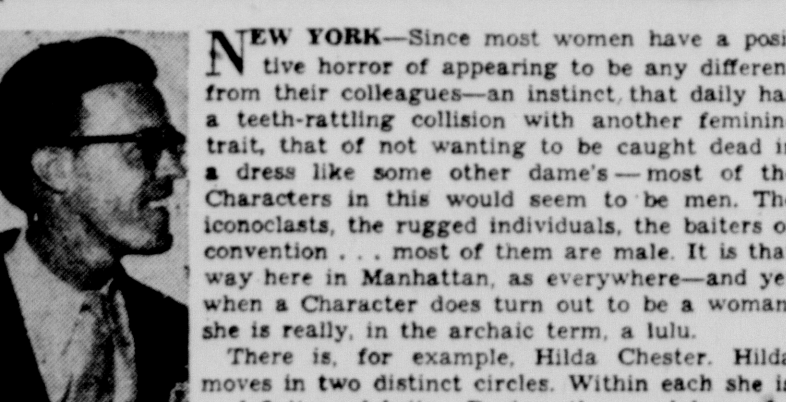 NEW YORK—Since most women have a posi
tive horror of appearing to be any differen
from their colleagues—an instinct, that daily ha
a teeth-rattling collision with another feminin
trait, that of not wanting to be caught dead i
a dress like some other dame's — most of th
Characters in this would seem to be men. Th
iconoclasts, the rugged individuals, the baiters o
convention . . . most of them are male. It is tha
way here in Manhattan, as everywhere—and ye
when a Character does turn out to be a woman
she is really, in the archaic term, a lulu.
There is, for example, Hilda Chester. Hilda
moves in two distinct circles. Within each she is